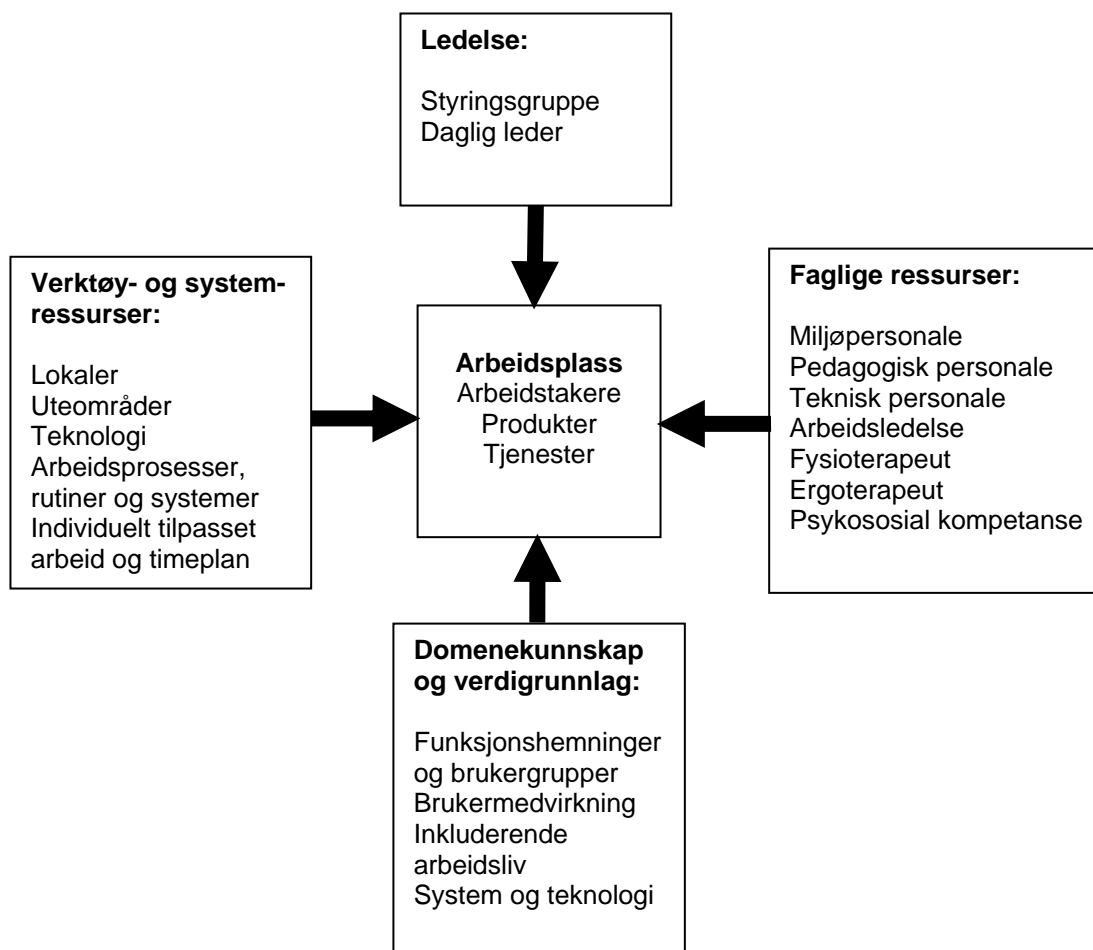 Ledelse:
Styringsgruppe
Daglig leder
Verktøy- og system-
ressurser:
Lokaler
Uteområder
Teknologi
Arbeidsprosesser,
rutiner og systemer
Individuelt tilpasset
arbeid og timeplan
Arbeidsplass
Arbeidstakere
Produkter
Tjenester
Faglige ressurser:
Miljøpersonale
Pedagogisk personale
Teknisk personale
Arbeidsledelse
Fysioterapeut
Ergoterapeut
Psykososial kompetanse
Domenekunnskap
og verdigrunnlag:
Funksjonshemninger
og brukergrupper
Brukermedvirkning
Inkluderende
arbeidsliv
System og teknologi